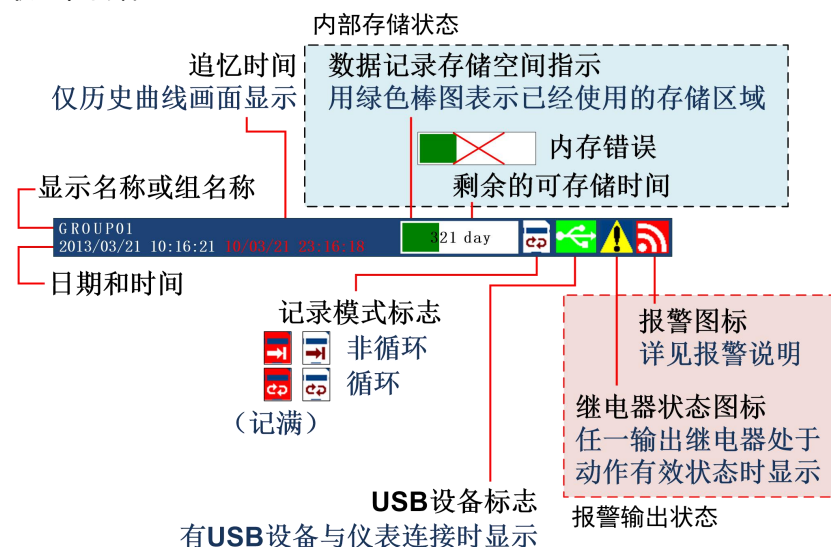 内部存储状态
追忆时间
仅历史曲线画面显示
数据记录存储空间指示
用绿色棒图表示已经使用的存储区域
内存错误
剩余的可存储时间
显示名称或组名称
GROUP01
2013/03/21 10:16:21 10/03/21 23:16:18
321 day
日期和时间
记录模式标志
非循环
循环
（记满）
报警图标
详见报警说明
继电器状态图标
任一输出继电器处于
动作有效状态时显示
USB设备标志
有USB设备与仪表连接时显示
报警输出状态